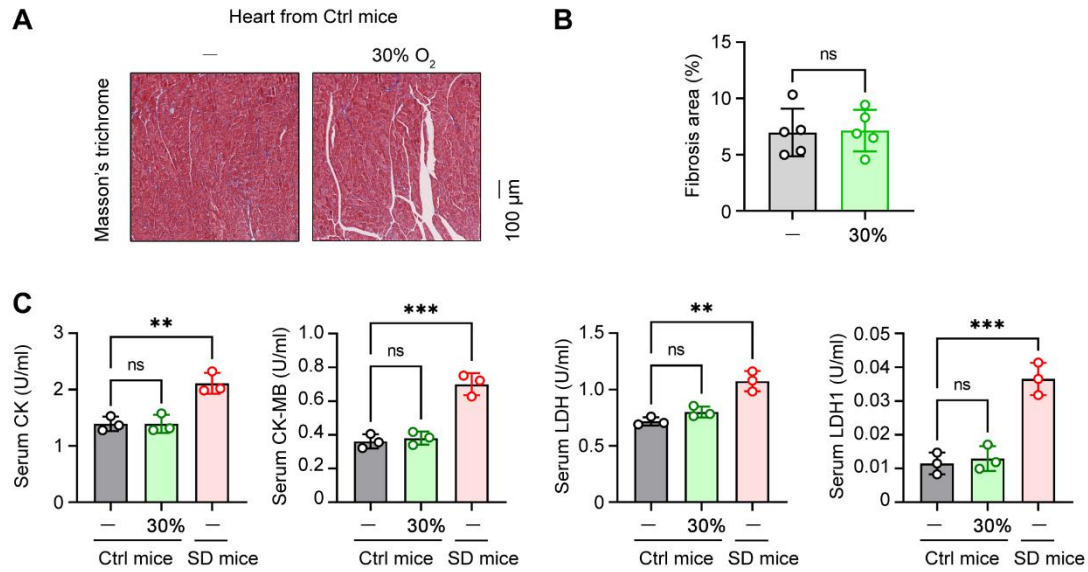 A
Heart from Ctrl mice
—
30% O₂
Masson's trichrome
100 µm
B
15
10
5
0
Fibrosis area (%)
ns
—
30%
C
3
2
1
0
Serum CK (U/ml)
**
ns
—
30%
—
Ctrl mice
SD mice
1.0
0.8
0.6
0.4
0.2
0
Serum CK-MB (U/ml)
***
ns
—
30%
—
Ctrl mice
SD mice
1.5
1.0
0.5
0
Serum LDH (U/ml)
**
ns
—
30%
—
Ctrl mice
SD mice
0.05
0.04
0.03
0.02
0.01
0
Serum LDH1 (U/ml)
***
ns
—
30%
—
Ctrl mice
SD mice